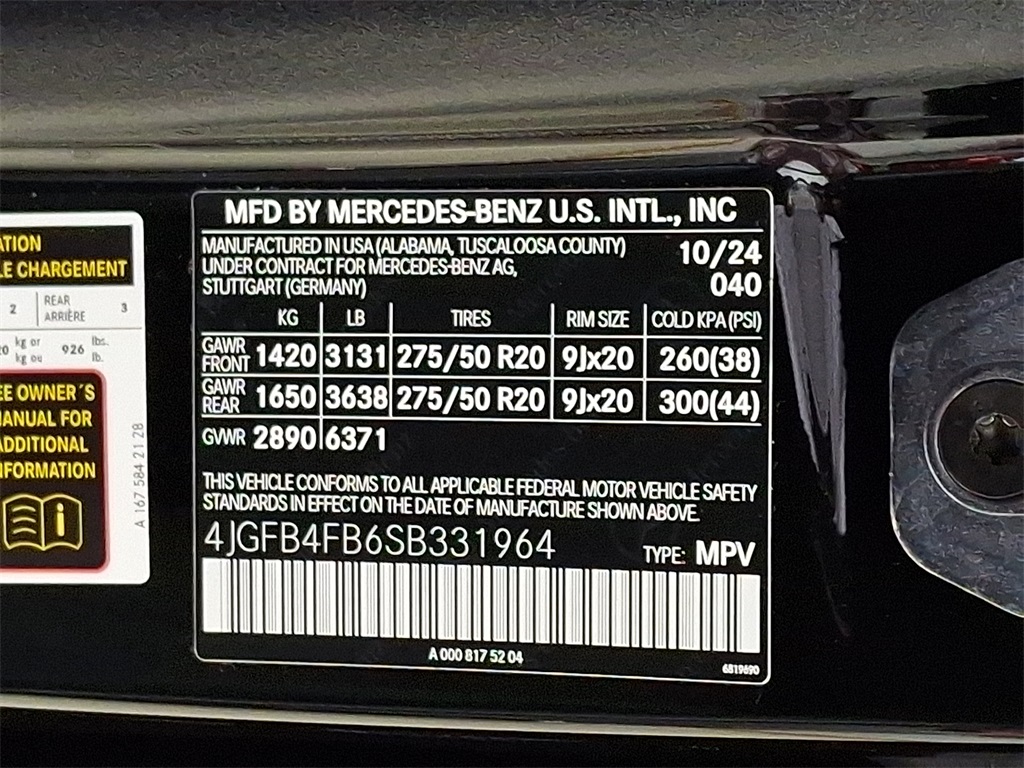 ATION
LE CHARGEMENT
2 REAR ARRIÈRE 3
kg or kg ou 926 lbs. lb.
EE OWNER´S
MANUAL FOR
ADDITIONAL
NFORMATION
A 167 584 21 28
MFD BY MERCEDES-BENZ U.S. INTL., INC
MANUFACTURED IN USA (ALABAMA, TUSCALOOSA COUNTY) 10/24
UNDER CONTRACT FOR MERCEDES-BENZ AG,
STUTTGART (GERMANY) 040
KG LB TIRES RIM SIZE COLD KPA(PSI)
GAWR FRONT 1420 3131 275/50 R20 9Jx20 260(38)
GAWR REAR 1650 3638 275/50 R20 9Jx20 300(44)
GVWR 2890 6371
THIS VEHICLE CONFORMS TO ALL APPLICABLE FEDERAL MOTOR VEHICLE SAFETY
STANDARDS IN EFFECT ON THE DATE OF MANUFACTURE SHOWN ABOVE.
4JGFB4FB6SB331964 TYPE: MPV
A 000 817 52 04
6819690